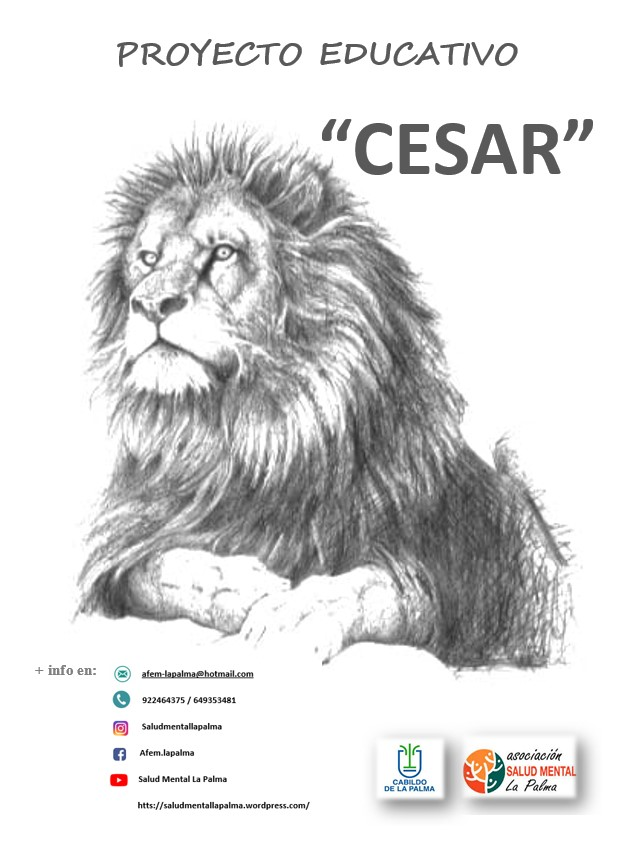 PROYECTO EDUCATIVO
“CESAR”
+ info en:
afem-lapalma@hotmail.com
922464375 / 649353481
Saludmentallapalma
Afem.lapalma
Salud Mental La Palma
htts://saludmentallapalma.wordpress.com/
CABILDO
DE LA PALMA
asociación
SALUD MENTAL
La Palma